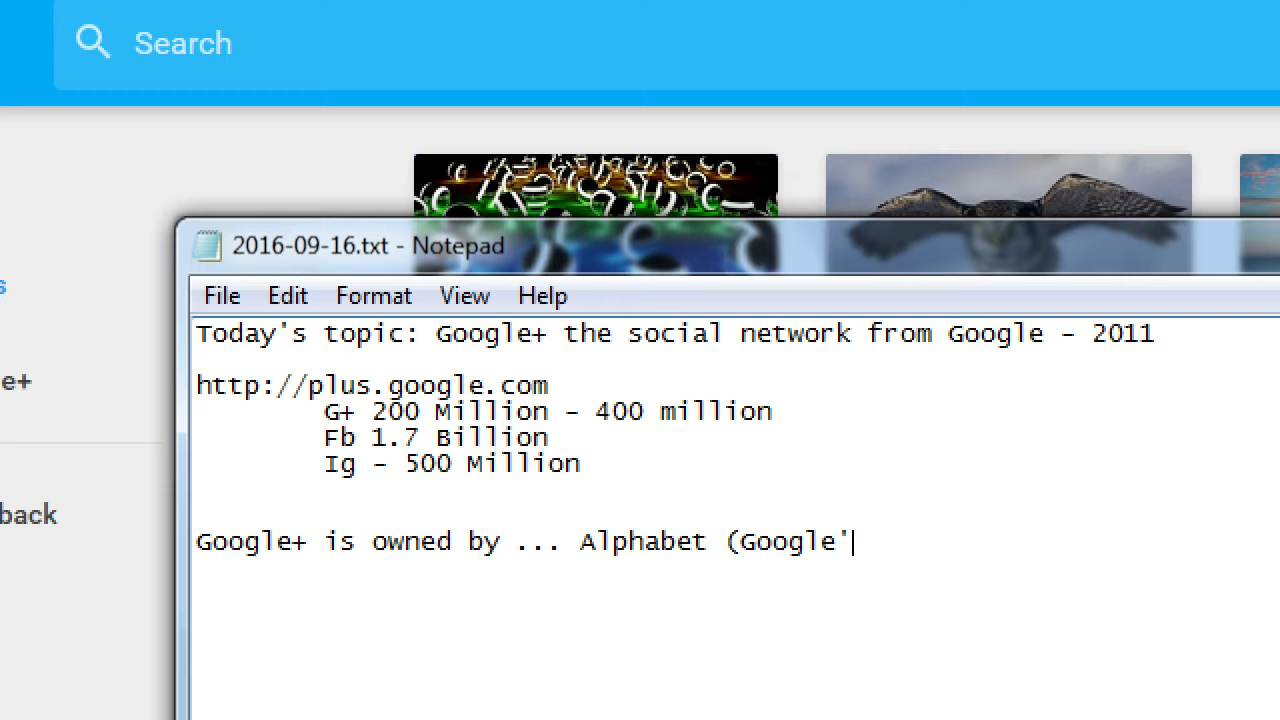 Search
s
e+
back
2016-09-16.txt - Notepad
File Edit Format View Help
Today's topic: Google+ the social network from Google - 2011
http://plus.google.com
G+ 200 Million - 400 million
Fb 1.7 Billion
Ig - 500 Million
Google+ is owned by ... Alphabet (Google'